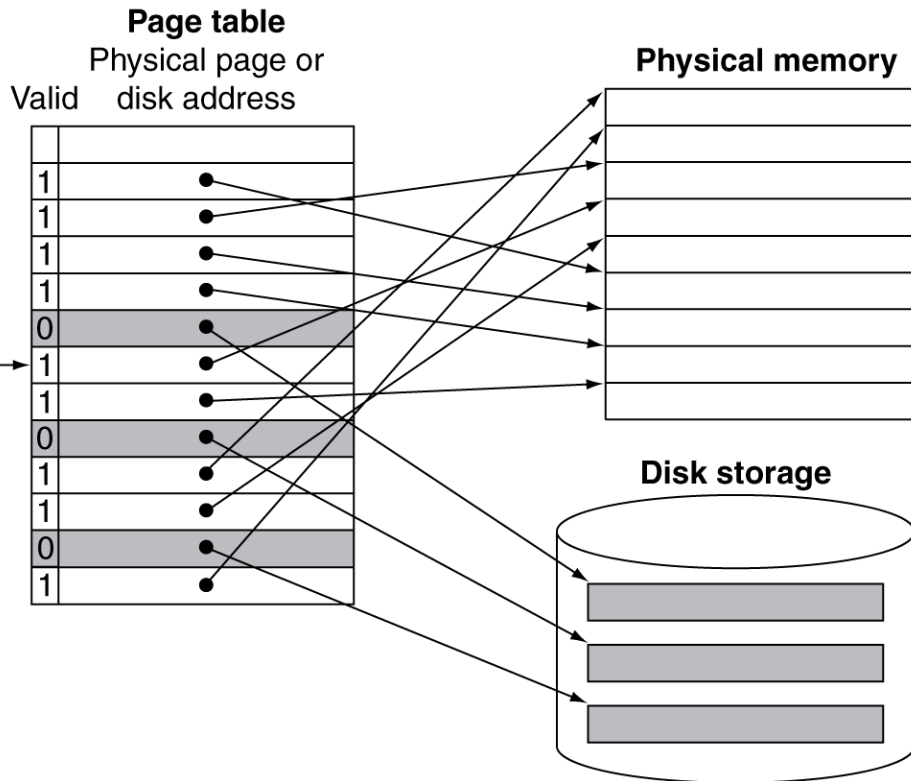 Page table
Physical page or
Valid disk address
Physical memory
1
1
1
1
0
1
1
0
1
1
0
1
Disk storage